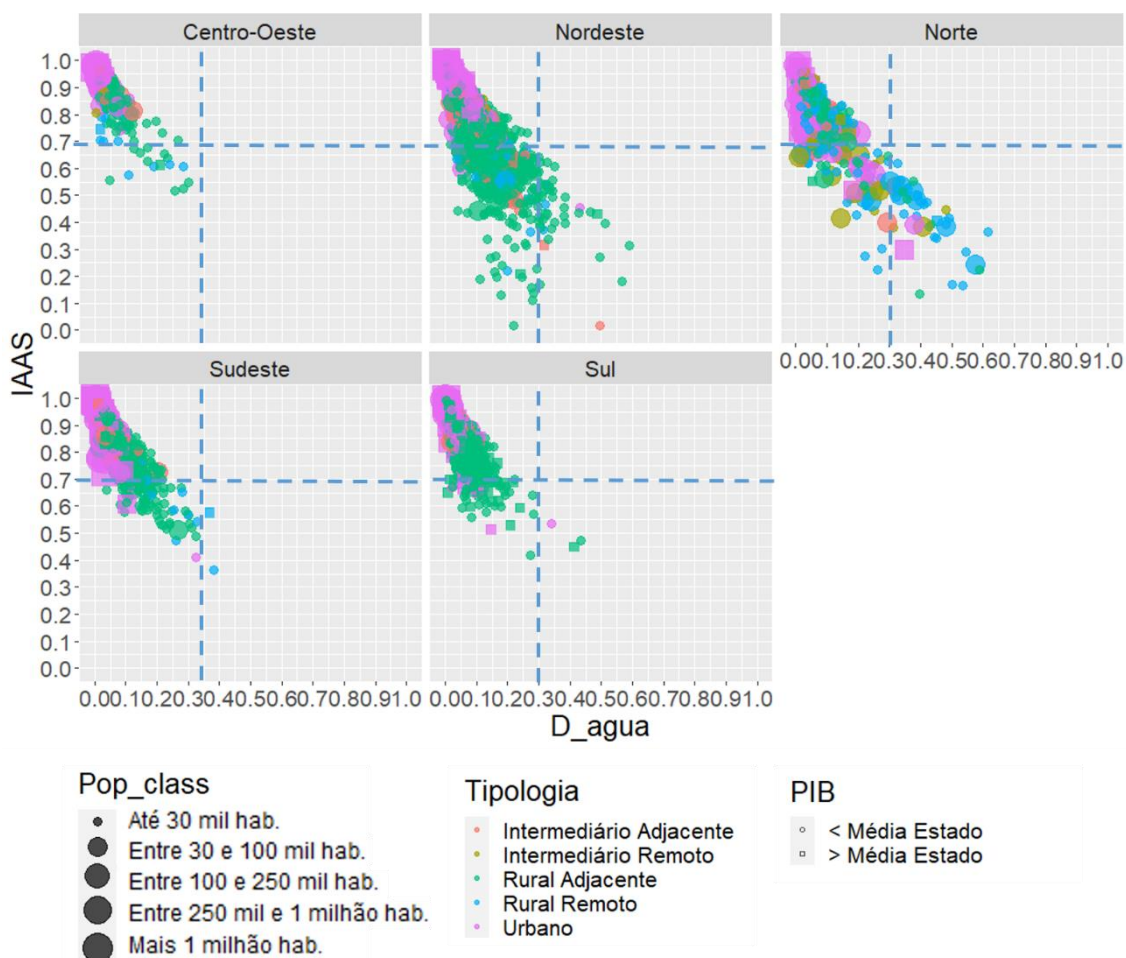 Centro-Oeste
Nordeste
Norte
1.0
0.9
0.8
0.7
0.6
0.5
0.4
0.3
0.2
0.1
0.0
0.00.10.20.30.40.50.60.70.80.91.0
Sudeste
Sul
1.0
0.9
0.8
0.7
0.6
0.5
0.4
0.3
0.2
0.1
0.0
IAAS
0.00.10.20.30.40.50.60.70.80.91.0
0.00.10.20.30.40.50.60.70.80.91.0
D_agua
Pop_class
Até 30 mil hab.
Entre 30 e 100 mil hab.
Entre 100 e 250 mil hab.
Entre 250 mil e 1 milhão hab.
Mais 1 milhão hab.
Tipologia
Intermediário Adjacente
Intermediário Remoto
Rural Adjacente
Rural Remoto
Urbano
PIB
< Média Estado
> Média Estado